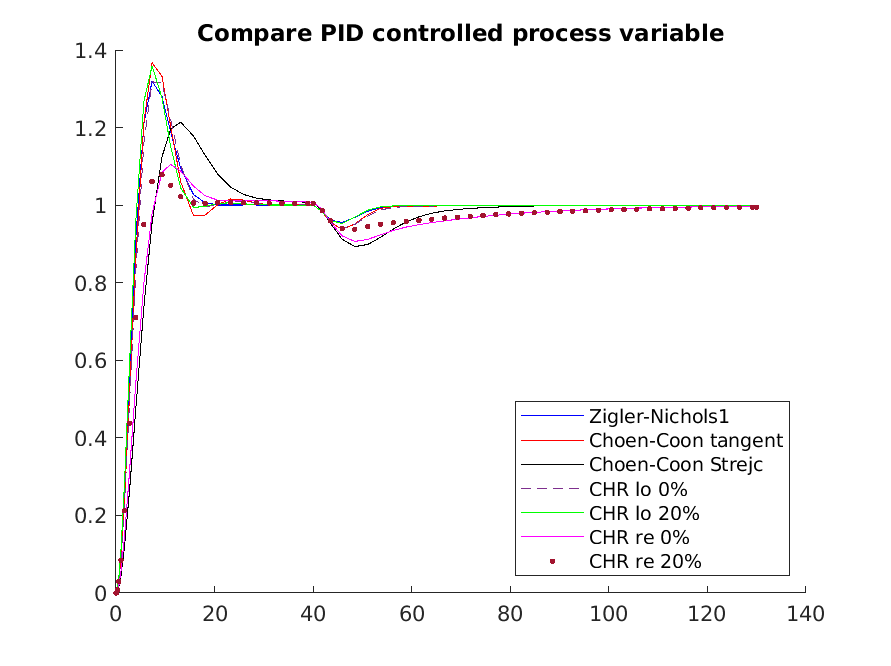 Compare PID controlled process variable
1.4
1.2
1
0.8
0.6
0.4
0.2
0
0
20
40
60
80
100
120
140
Zigler-Nichols1
Choen-Coon tangent
Choen-Coon Strejc
CHR lo 0%
CHR lo 20%
CHR re 0%
CHR re 20%